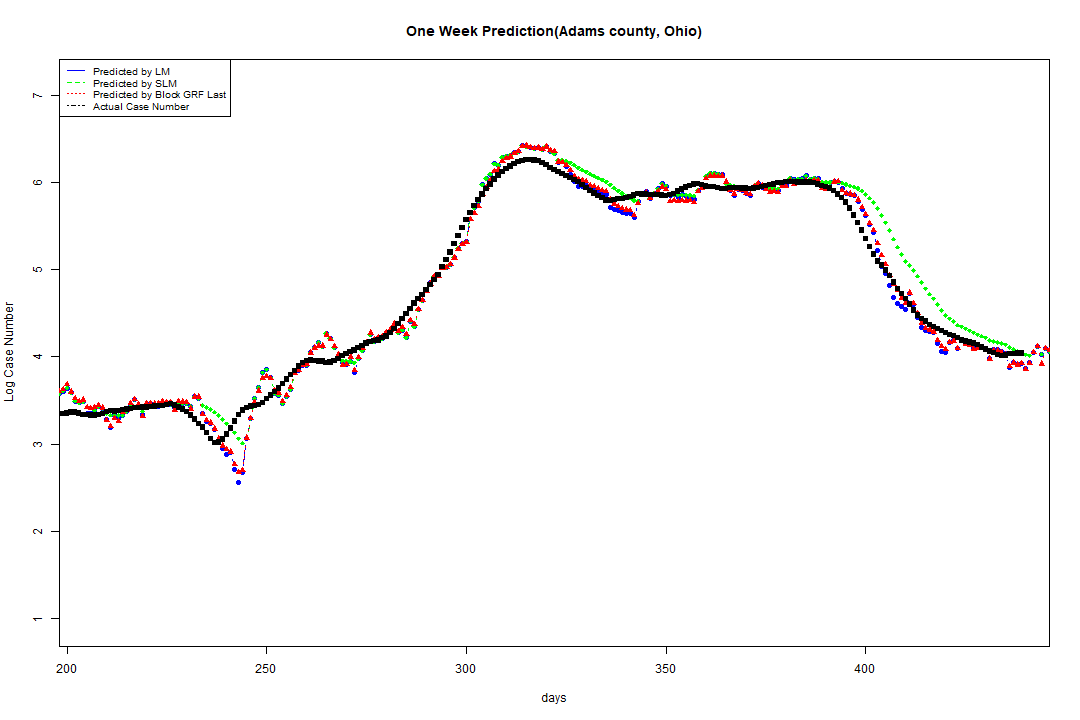 One Week Prediction(Adams county, Ohio)
Predicted by LM
Predicted by SLM
Predicted by Block GRF Last
Actual Case Number
Log Case Number
7
6
5
4
3
2
1
200 250 300 350 400
days